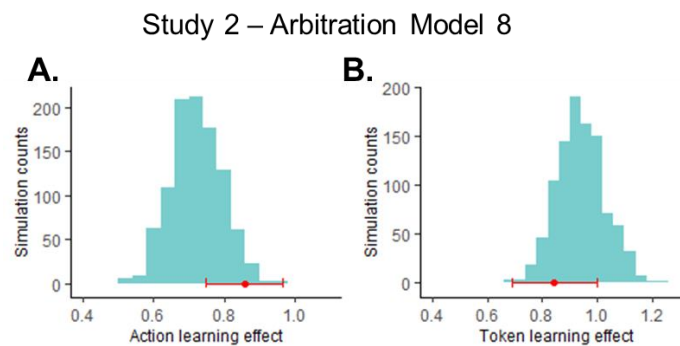 Study 2 – Arbitration Model 8
A.
Simulation counts
200
150
100
50
0
0.4 0.6 0.8 1.0
Action learning effect
B.
Simulation counts
200
150
100
50
0
0.4 0.6 0.8 1.0 1.2
Token learning effect